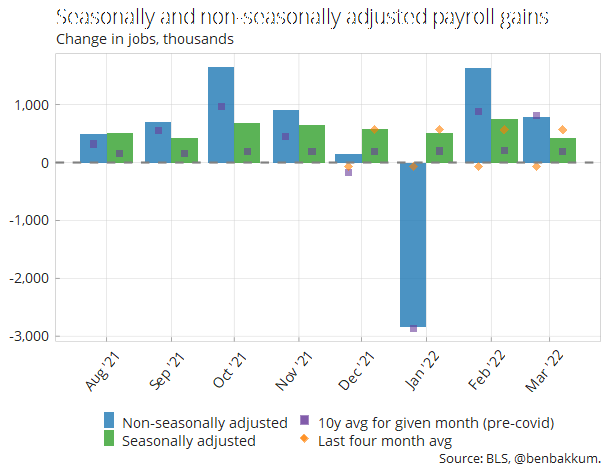 Seasonally and non-seasonally adjusted payroll gains
Change in jobs, thousands
1,000
0
-1,000
-2,000
-3,000
Aug '21
Sep '21
Oct '21
Nov '21
Dec '21
Jan '22
Feb '22
Mar '22
Non-seasonally adjusted
10y avg for given month (pre-covid)
Seasonally adjusted
Last four month avg
Source: BLS, @benbakkum.